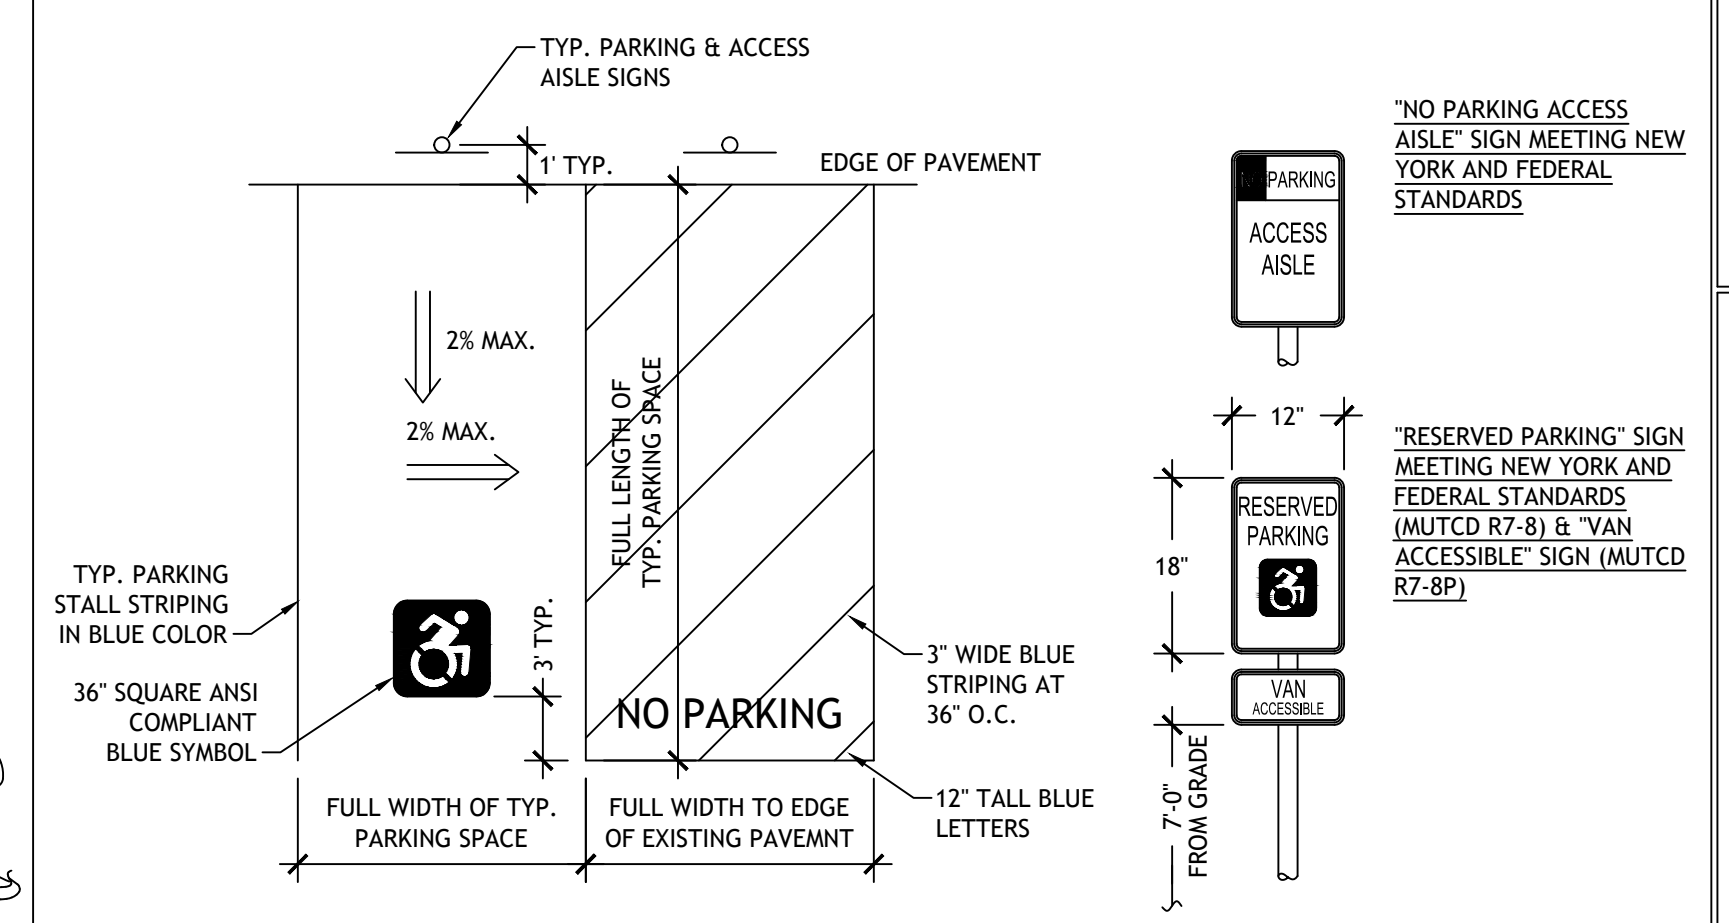 TYP. PARKING & ACCESS
AISLE SIGNS
1' TYP.
EDGE OF PAVEMENT
2% MAX.
2% MAX.
FULL LENGTH OF
TYP. PARKING SPACE
TYP. PARKING
STALL STRIPING
IN BLUE COLOR
36" SQUARE ANSI
COMPLIANT
BLUE SYMBOL
3' TYP.
NO PARKING
3" WIDE BLUE
STRIPING AT
36" O.C.
12" TALL BLUE
LETTERS
FULL WIDTH OF TYP.
PARKING SPACE
FULL WIDTH TO EDGE
OF EXISTING PAVEMNT
PARKING
ACCESS
AISLE
"NO PARKING ACCESS
AISLE" SIGN MEETING NEW
YORK AND FEDERAL
STANDARDS
12"
18"
RESERVED
PARKING
VAN
ACCESSIBLE
7'-0"
FROM GRADE
"RESERVED PARKING" SIGN
MEETING NEW YORK AND
FEDERAL STANDARDS
(MUTCD R7-8) & "VAN
ACCESSIBLE" SIGN (MUTCD
R7-8P)